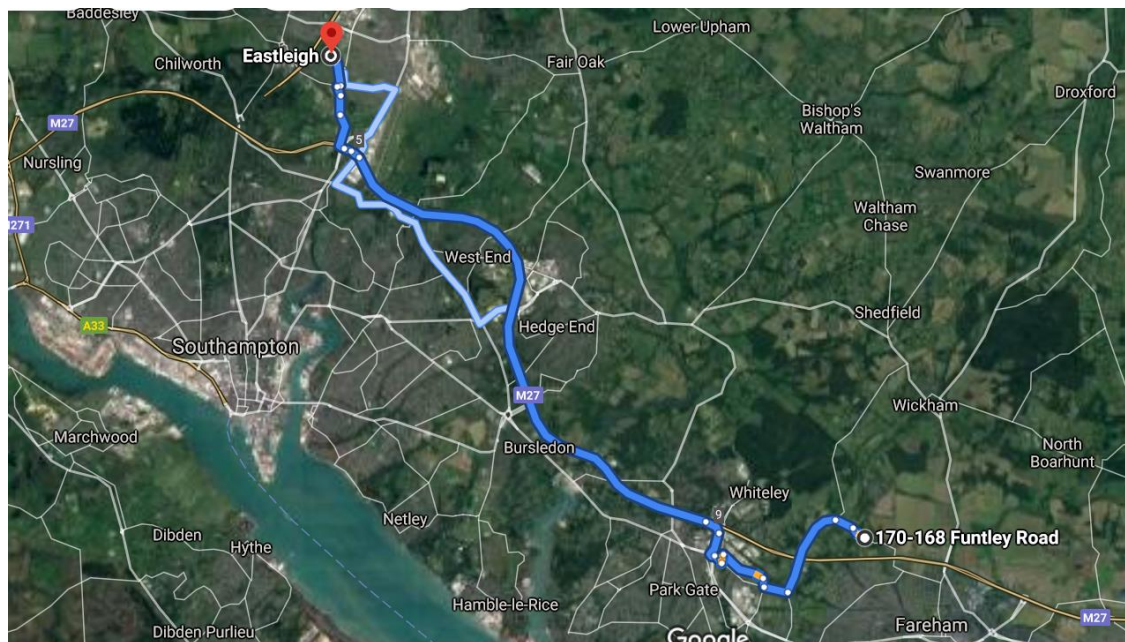 Baddesley
Lower Upham
Eastleigh
Chilworth
Fair Oak
Droxford
Bishop's
Waltham
M27
5
Nursling
Swanmore
Waltham
Chase
West End
Shedfield
A33
Hedge End
Southampton
M27
Wickham
Marchwood
Bursledon
North
Boarhunt
Whiteley
9
Netley
170-168 Funtley Road
Dibden
Hythe
Park Gate
Hamble-le-Rice
M27
Fareham
Dibden Purlieu
Google